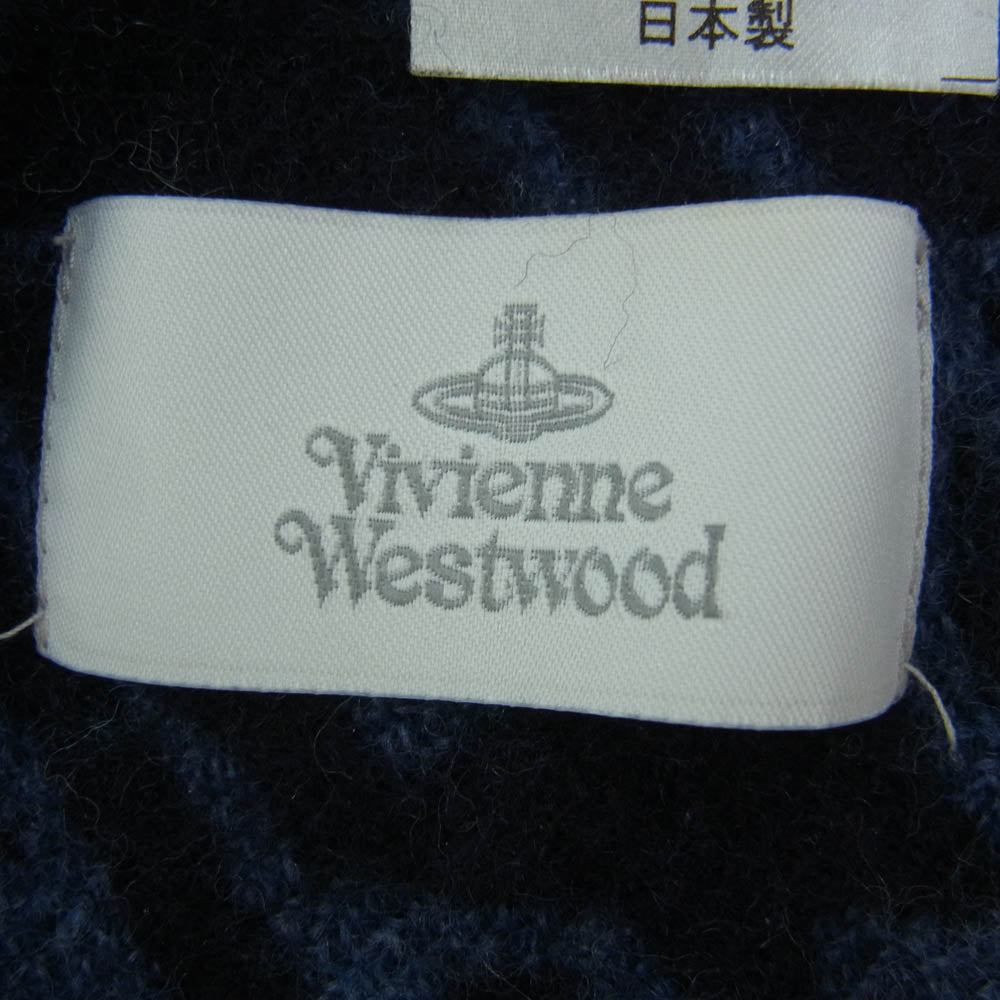 日本製
Vivienne
Westwood